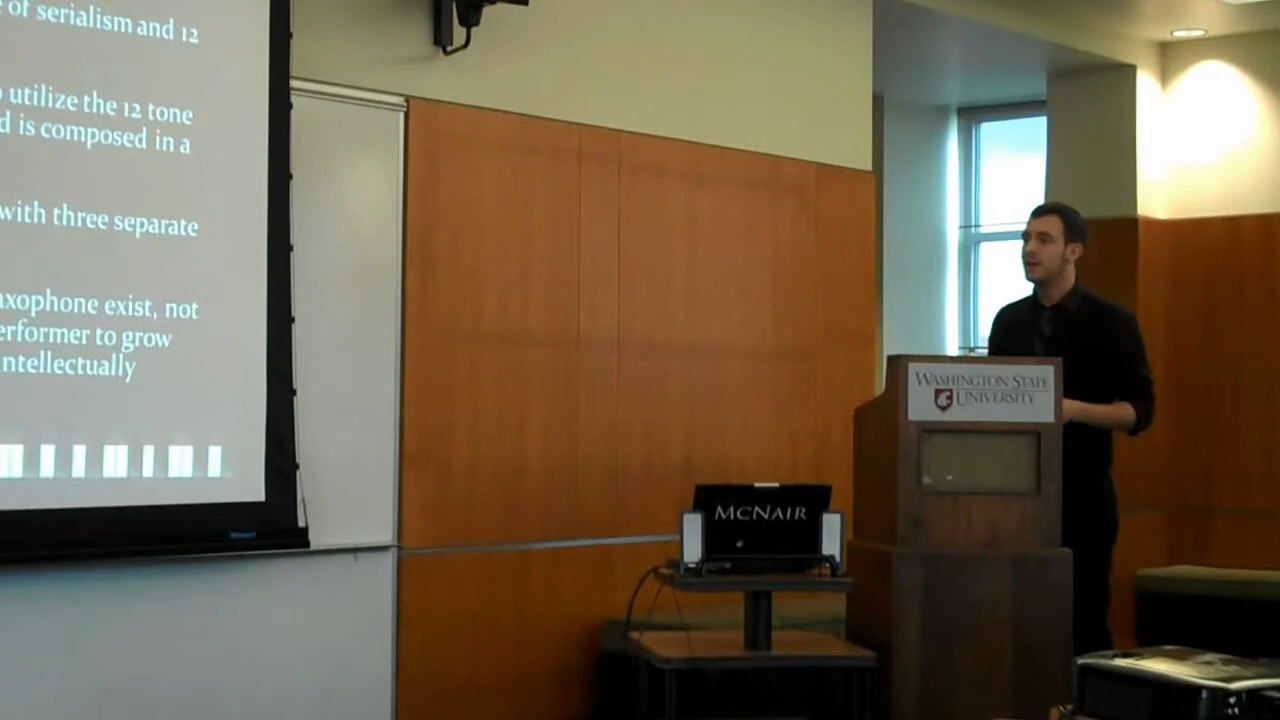 of serialism and 12
utilize the 12 tone
d is composed in a
with three separate
axophone exist, not
erformer to grow
ntellectually
WASHINGTON STATE
UNIVERSITY
MCNAIR